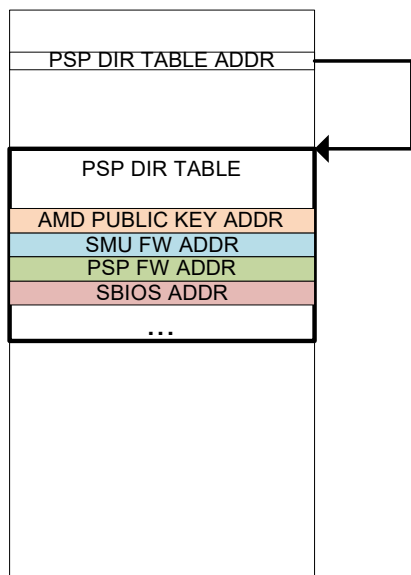 PSP DIR TABLE ADDR
PSP DIR TABLE
AMD PUBLIC KEY ADDR
SMU FW ADDR
PSP FW ADDR
SBIOS ADDR
...